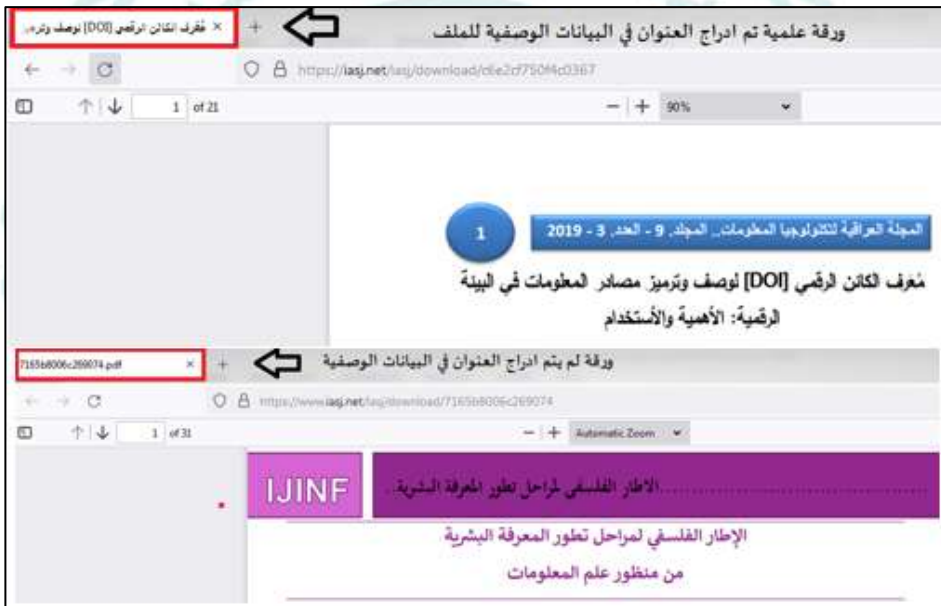 مُعَرف الكائن الرقمي [DOI] لوصف وترم × +
ورقة علمية تم ادراج العنوان في البيانات الوصفية للملف
https://iasj.net/iasj/download/c6e2cf750f4c0367
1 of 21 − + 90%
المجلة العراقية لتكنولوجيا المعلومات.. المجلد. 9 - العدد. 3 - 2019
1
مُعَرف الكائن الرقمي [DOI] لوصف وترميز مصادر المعلومات في البيئة
الرقمية: الأهمية والأستخدام
7165b8006c269074.pdf × +
ورقة لم يتم ادراج العنوان في البيانات الوصفية
https://www.iasj.net/iasj/download/7165b8006c269074
1 of 31 − + Automatic Zoom
IJINF
الاطار الفلسفي لمراحل تطور المعرفة البشرية..
الإطار الفلسفي لمراحل تطور المعرفة البشرية
من منظور علم المعلومات